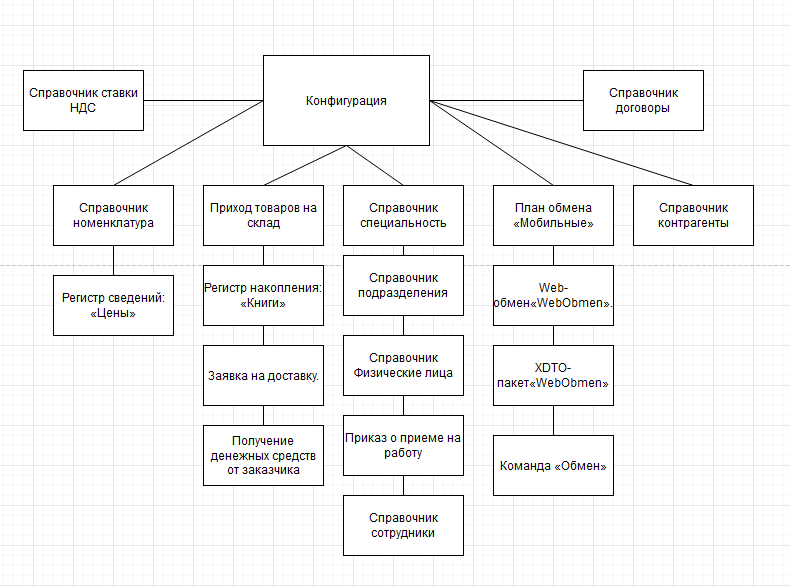 Справочник ставки
НДС
Конфигурация
Справочник
договоры
Справочник
номенклатура
Приход товаров на
склад
Справочник
специальность
План обмена
«Мобильные»
Справочник
контрагенты
Регистр сведений:
«Цены»
Регистр накопления:
«Книги»
Справочник
подразделения
Web-
обмен«WebObmen».
Заявка на доставку.
Справочник
Физические лица
XDTO-
пакет«WebObmen»
Получение
денежных средств
от заказчика
Приказ о приеме на
работу
Команда «Обмен»
Справочник
сотрудники